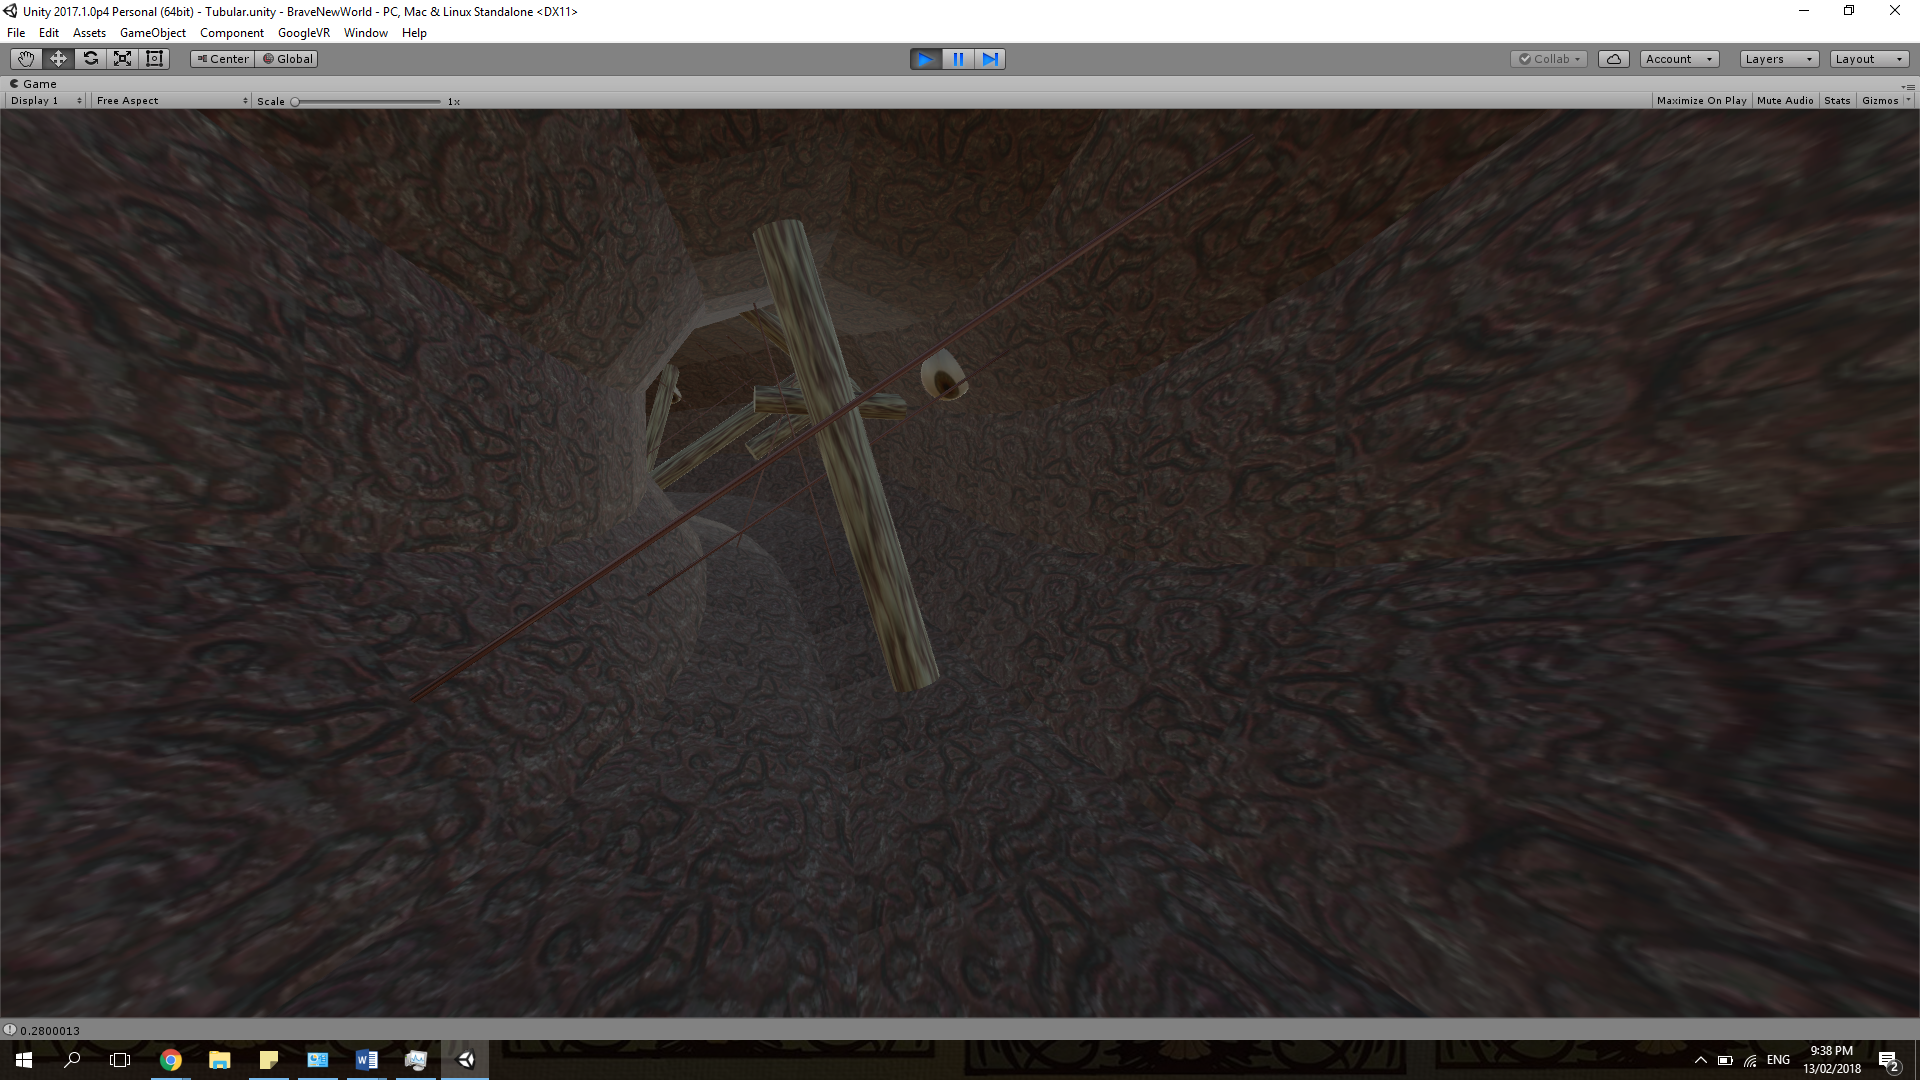 Unity 2017.1.0p4 Personal (64bit) - Tubular.unity - BraveNewWorld - PC, Mac & Linux Standalone <DX11>
File Edit Assets GameObject Component GoogleVR Window Help
Center Global Collab Account Layers Layout
Game
Display 1 Free Aspect Scale 1x Maximize On Play Mute Audio Stats Gizmos
0.2800013
ENG 9:38 PM
13/02/2018 2